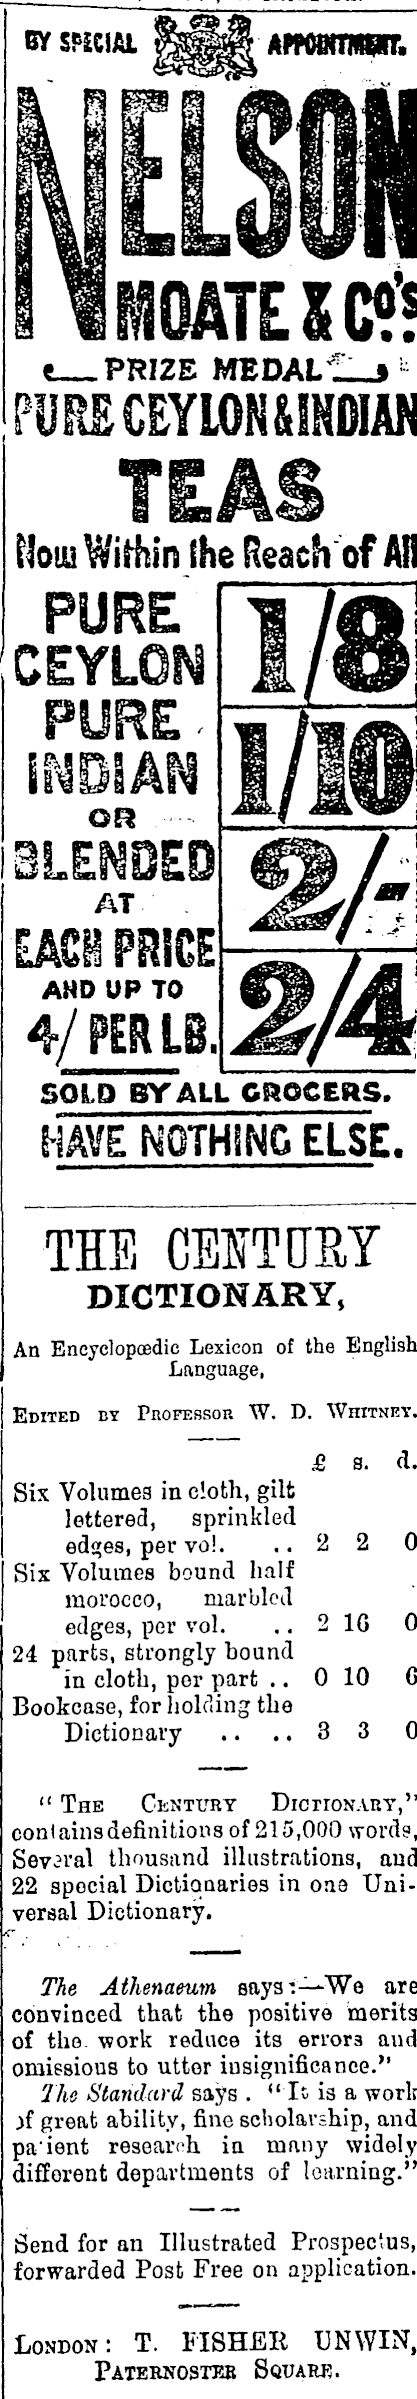 BY SPECIAL APPOINTMENT.
NELSON
MOATE & CO'S.
PRIZE MEDAL
PURE CEYLON & INDIAN
TEAS
Now Within the Reach of All
PURE
CEYLON
PURE
INDIAN
OR
BLENDED
AT
EACH PRICE
AND UP TO
4/ PER LB.
1/8
1/10
2/-
2/4
SOLD BY ALL GROCERS.
HAVE NOTHING ELSE.
THE CENTURY
DICTIONARY,
An Encyclopœdic Lexicon of the English
Language,
EDITED BY PROFESSOR W. D. WHITNEY.
£ s. d.
Six Volumes in cloth, gilt
lettered, sprinkled
edges, per vol. .. 2 2 0
Six Volumes bound half
morocco, marbled
edges, per vol. .. 2 16 0
24 parts, strongly bound
in cloth, per part .. 0 10 6
Bookcase, for holding the
Dictionary .. .. 3 3 0
"THE CENTURY DICTIONARY,"
contains definitions of 215,000 words,
Several thousand illustrations, and
22 special Dictionaries in one Uni-
versal Dictionary.
The Athenaeum says:—We are
convinced that the positive merits
of the work reduce its errors and
omissions to utter insignificance."
The Standard says. "It is a work
of great ability, fine scholarship, and
patient research in many widely
different departments of learning."
Send for an Illustrated Prospectus,
forwarded Post Free on application.
LONDON: T. FISHER UNWIN,
PATERNOSTER SQUARE.